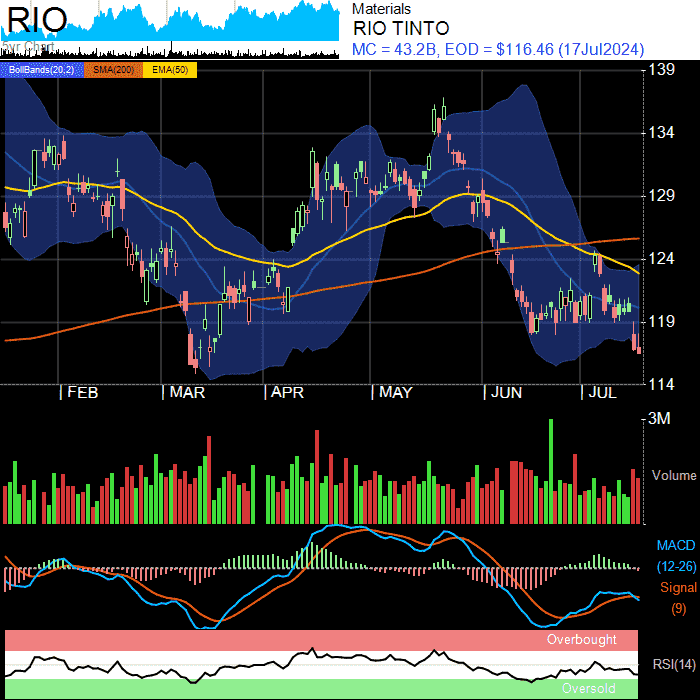 RIO
5yr Chart
Materials
RIO TINTO
MC = 43.2B, EOD = $116.46 (17Jul2024)
BollBands(20,2) SMA(200) EMA(50)
139
134
129
124
119
114
FEB MAR APR MAY JUN JUL
3M
Volume
MACD
(12-26)
Signal
(9)
Overbought
RSI(14)
Oversold